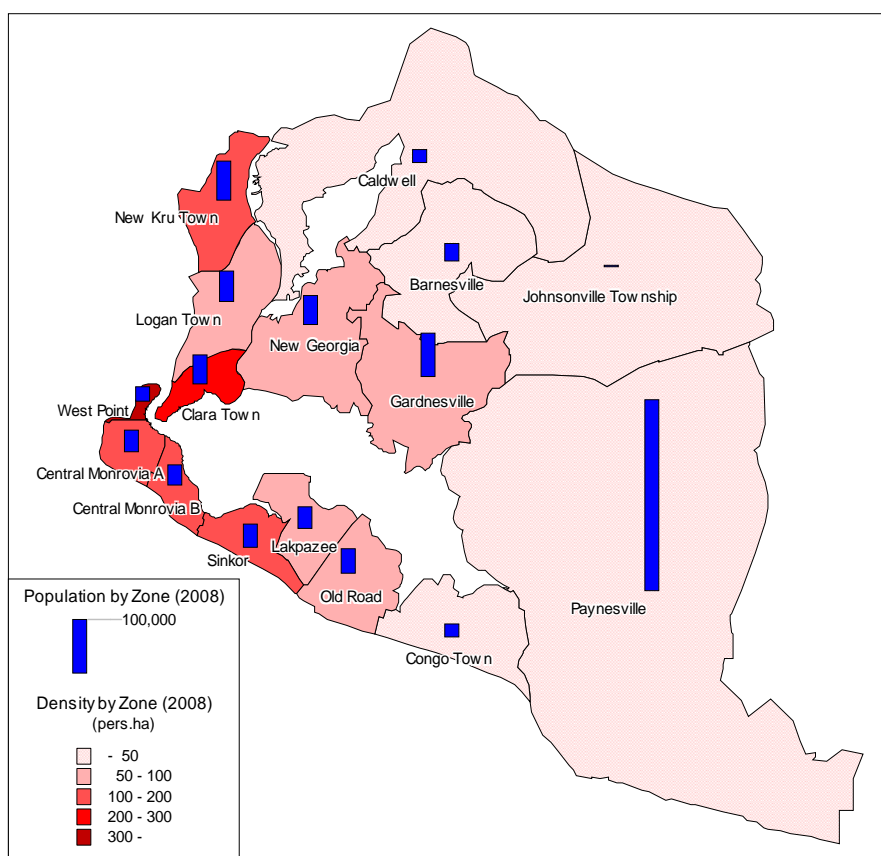 Caldwell
New Kru Town
Barnesville
Johnsonville Township
Logan Town
New Georgia
Gardnesville
West Point
Clara Town
Central Monrovia A
Central Monrovia B
Sinkor
Lakpazee
Old Road
Paynesville
Congo Town
Population by Zone (2008)
100,000
Density by Zone (2008)
(pers.ha)
- 50
50 - 100
100 - 200
200 - 300
300 -